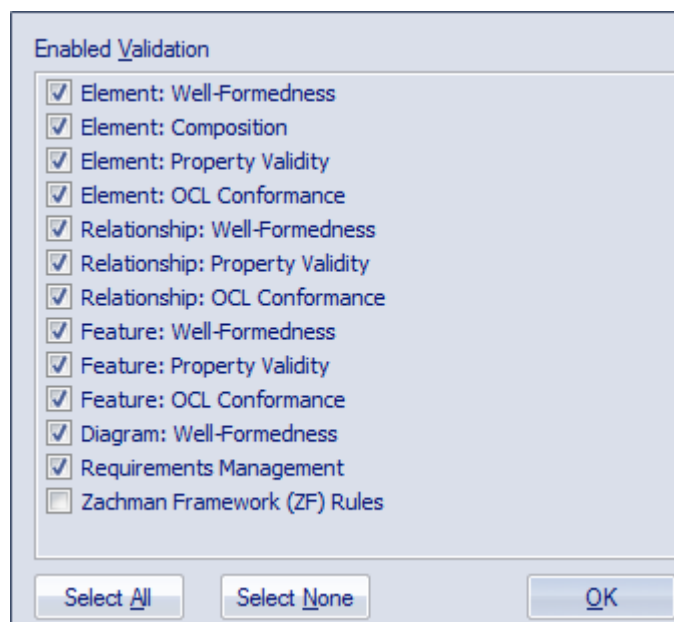 Enabled Validation
Element: Well-Formedness
Element: Composition
Element: Property Validity
Element: OCL Conformance
Relationship: Well-Formedness
Relationship: Property Validity
Relationship: OCL Conformance
Feature: Well-Formedness
Feature: Property Validity
Feature: OCL Conformance
Diagram: Well-Formedness
Requirements Management
Zachman Framework (ZF) Rules
Select All Select None OK